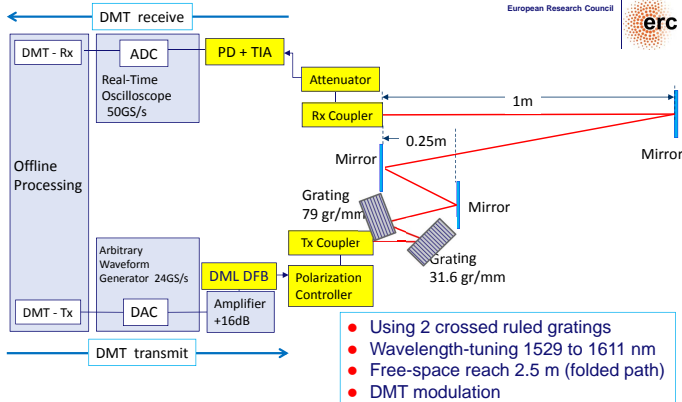 DMT receive
European Research Council
erc
DMT - Rx
ADC
PD + TIA
Real-Time
Oscilloscope
50GS/s
Attenuator
Rx Coupler
1m
0.25m
Mirror
Mirror
Offline
Processing
Grating
79 gr/mm
Mirror
Tx Coupler
Grating
31.6 gr/mm
Arbitrary
Waveform
Generator 24GS/s
DML DFB
Polarization
Controller
DMT - Tx
DAC
Amplifier
+16dB
DMT transmit
● Using 2 crossed ruled gratings
● Wavelength-tuning 1529 to 1611 nm
● Free-space reach 2.5 m (folded path)
● DMT modulation